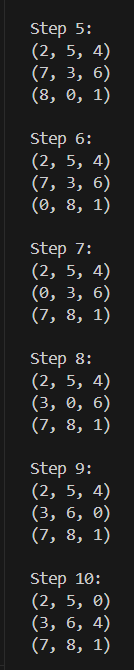 Step 5:
(2, 5, 4)
(7, 3, 6)
(8, 0, 1)
Step 6:
(2, 5, 4)
(7, 3, 6)
(0, 8, 1)
Step 7:
(2, 5, 4)
(0, 3, 6)
(7, 8, 1)
Step 8:
(2, 5, 4)
(3, 0, 6)
(7, 8, 1)
Step 9:
(2, 5, 4)
(3, 6, 0)
(7, 8, 1)
Step 10:
(2, 5, 0)
(3, 6, 4)
(7, 8, 1)